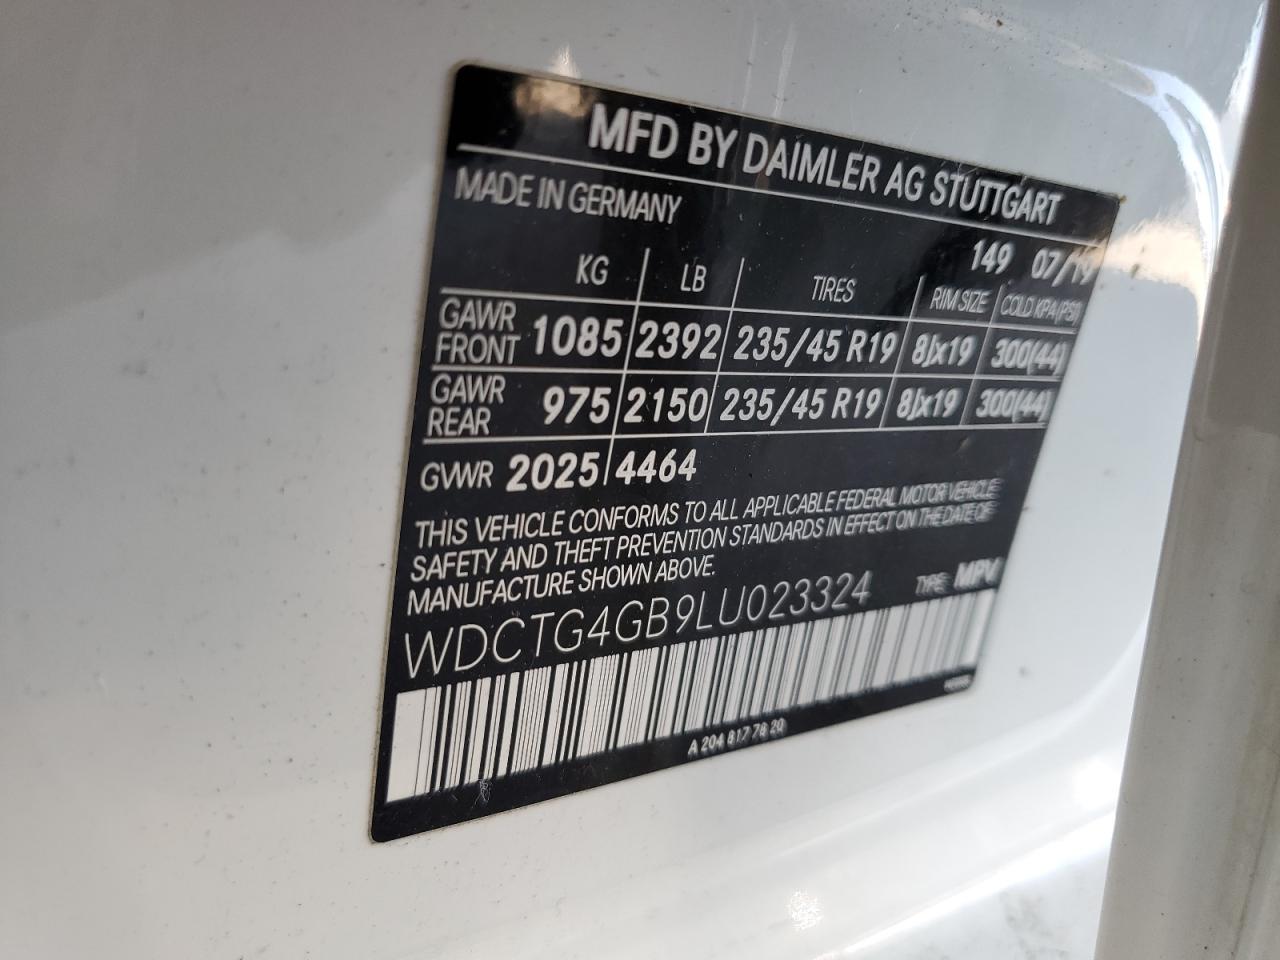 MFD BY DAIMLER AG STUTTGART
MADE IN GERMANY
149 07/19
KG LB TIRES RIM SIZE COLD KPA(PSI)
GAWR FRONT 1085 2392 235/45 R19 8Jx19 300(44)
GAWR REAR 975 2150 235/45 R19 8Jx19 300(44)
GVWR 2025 4464
THIS VEHICLE CONFORMS TO ALL APPLICABLE FEDERAL MOTOR VEHICLE
SAFETY AND THEFT PREVENTION STANDARDS IN EFFECT ON THE DATE OF
MANUFACTURE SHOWN ABOVE.
WDCTG4GB9LU023324 TYPE: MPV
A 204 817 78 20